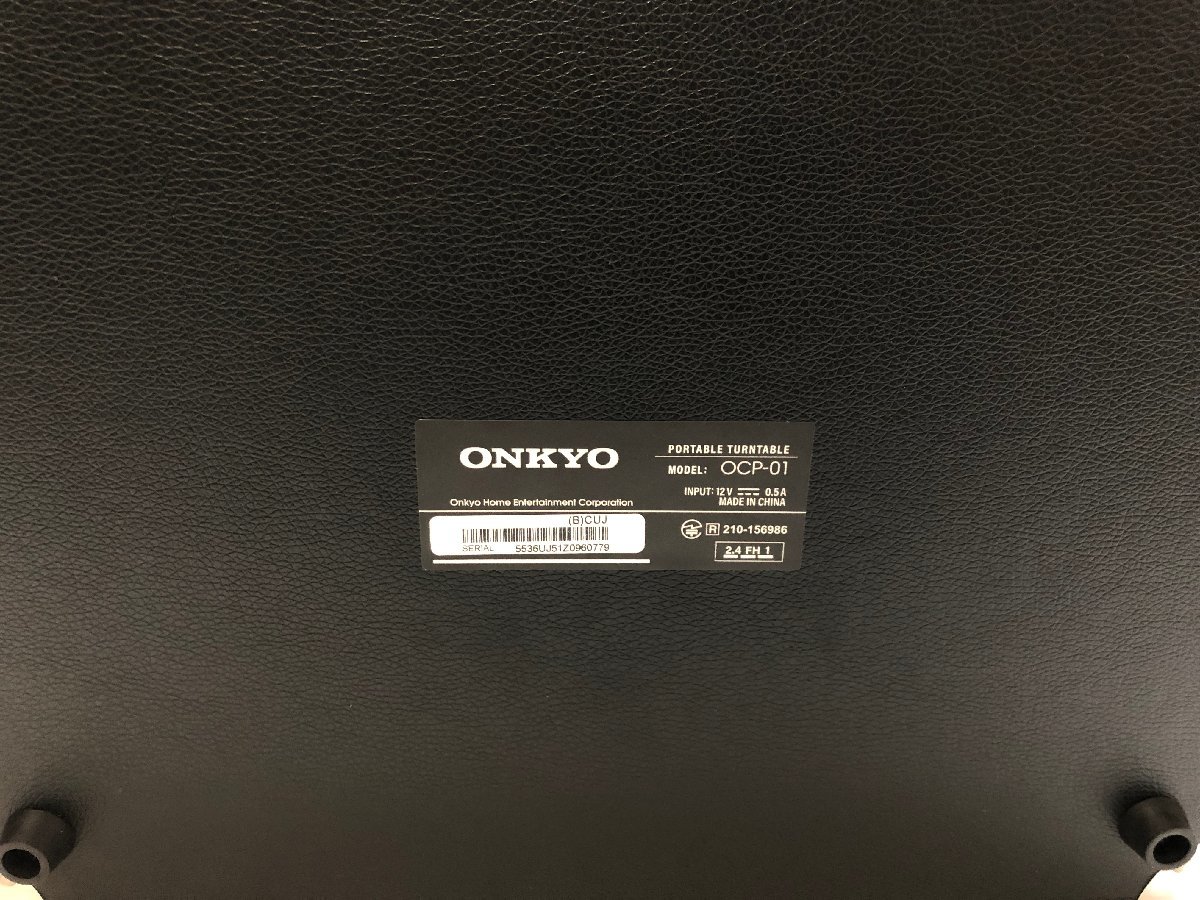 ONKYO
Onkyo Home Entertainment Corporation
PORTABLE TURNTABLE
MODEL: OCP-01
INPUT: 12V ⎓ 0.5A
MADE IN CHINA
(B)CUJ
SERIAL 5536UJ51Z0960779
R 210-156986
2.4 FH 1